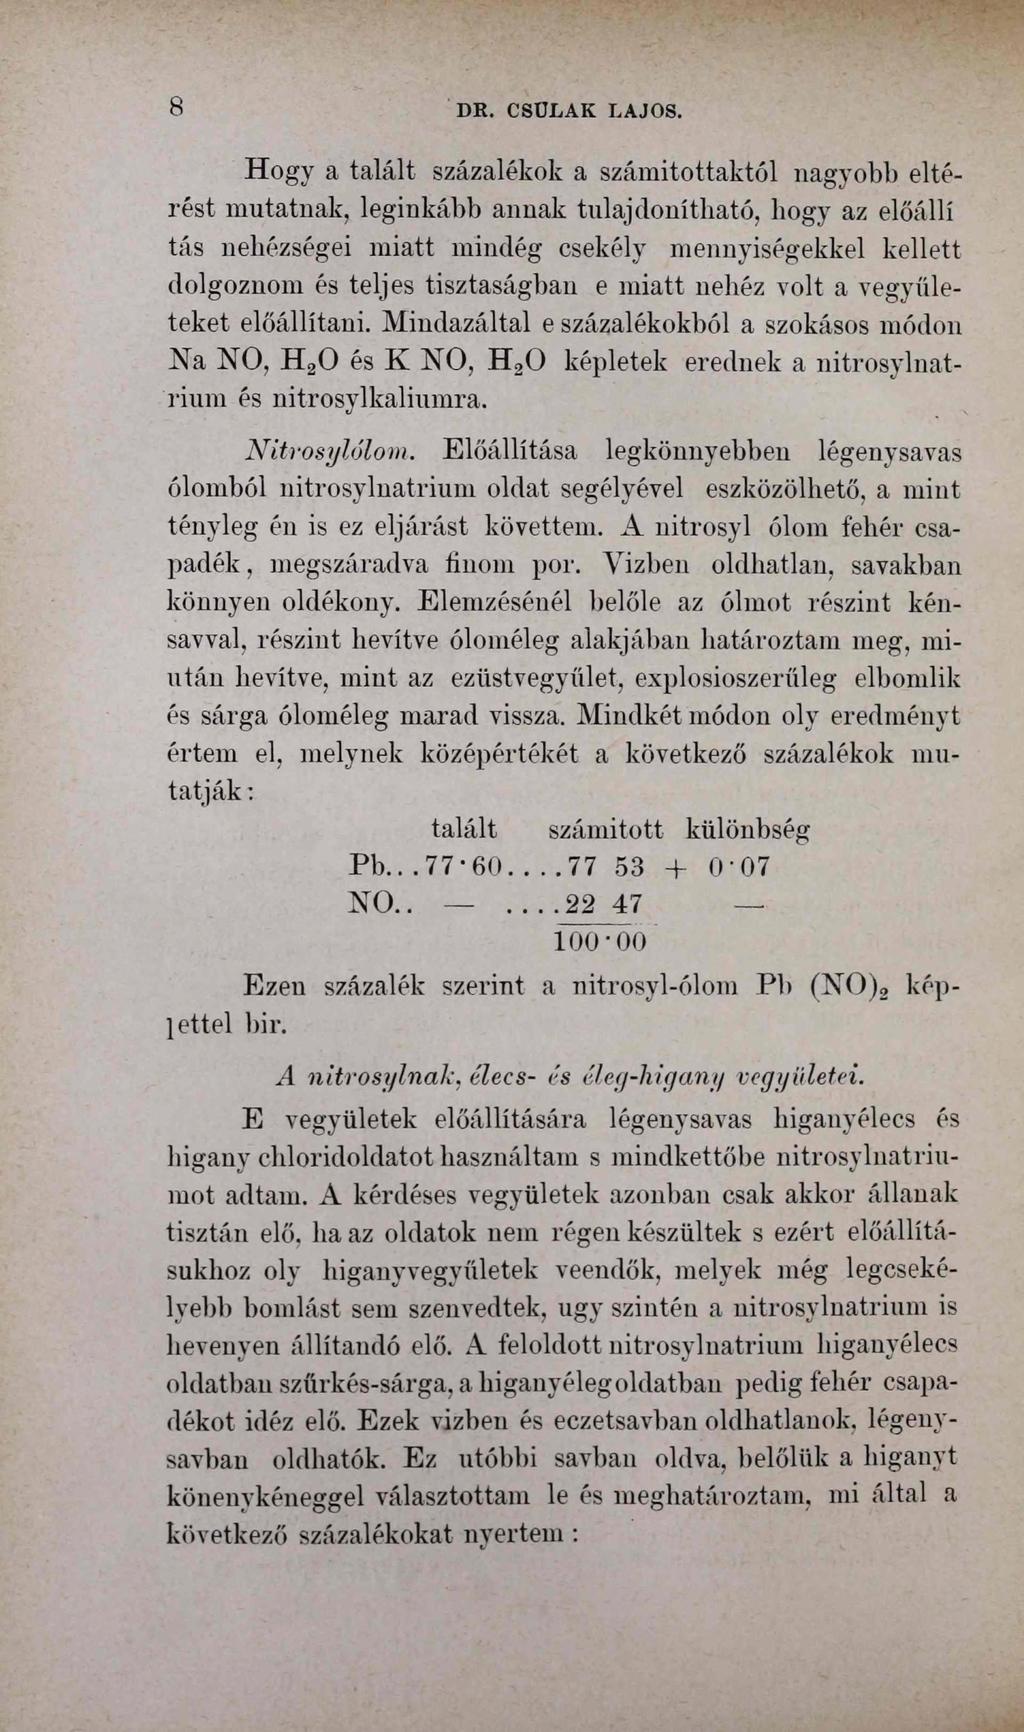 8 DR. CSULAK LAJOS.
Hogy a talált százalékok a számitottaktól nagyobb elté-
rést mutatnak, leginkább annak tulajdonítható, hogy az előállí
tás nehézségei miatt mindég csekély mennyiségekkel kellett
dolgoznom és teljes tisztaságban e miatt nehéz volt a vegyüle-
teket előállítani. Mindazáltal e százalékokból a szokásos módon
Na NO, H₂O és K NO, H₂O képletek erednek a nitrosylnat-
rium és nitrosylkaliumra.
Nitrosylólom. Előállítása legkönnyebben légenysavas
ólomból nitrosylnatrium oldat segélyével eszközölhető, a mint
tényleg én is ez eljárást követtem. A nitrosyl ólom fehér csa-
padék, megszáradva finom por. Vizben oldhatlan, savakban
könnyen oldékony. Elemzésénél belőle az ólmot részint kén-
savval, részint hevítve óloméleg alakjában határoztam meg, mi-
után hevítve, mint az ezüstvegyűlet, explosioszerűleg elbomlik
és sárga óloméleg marad vissza. Mindkét módon oly eredményt
értem el, melynek középértékét a következő százalékok mu-
tatják:
talált számitott különbség
Pb...77·60....77 53 + 0·07
NO.. — ....22 47 —
100·00
Ezen százalék szerint a nitrosyl-ólom Pb (NO)₂ kép-
lettel bir.
A nitrosylnak, élecs- és éleg-higany vegyületei.
E vegyületek előállítására légenysavas higanyélecs és
higany chloridoldatot használtam s mindkettőbe nitrosylnatriu-
mot adtam. A kérdéses vegyületek azonban csak akkor állanak
tisztán elő, ha az oldatok nem régen készültek s ezért előállítá-
sukhoz oly higanyvegyűletek veendők, melyek még legcseké-
lyebb bomlást sem szenvedtek, ugy szintén a nitrosylnatrium is
hevenyen állítandó elő. A feloldott nitrosylnatrium higanyélecs
oldatban szűrkés-sárga, a higanyélegoldatban pedig fehér csapa-
dékot idéz elő. Ezek vizben és eczetsavban oldhatlanok, légeny-
savban oldhatók. Ez utóbbi savban oldva, belőlük a higanyt
könenykéneggel választottam le és meghatároztam, mi által a
következő százalékokat nyertem :